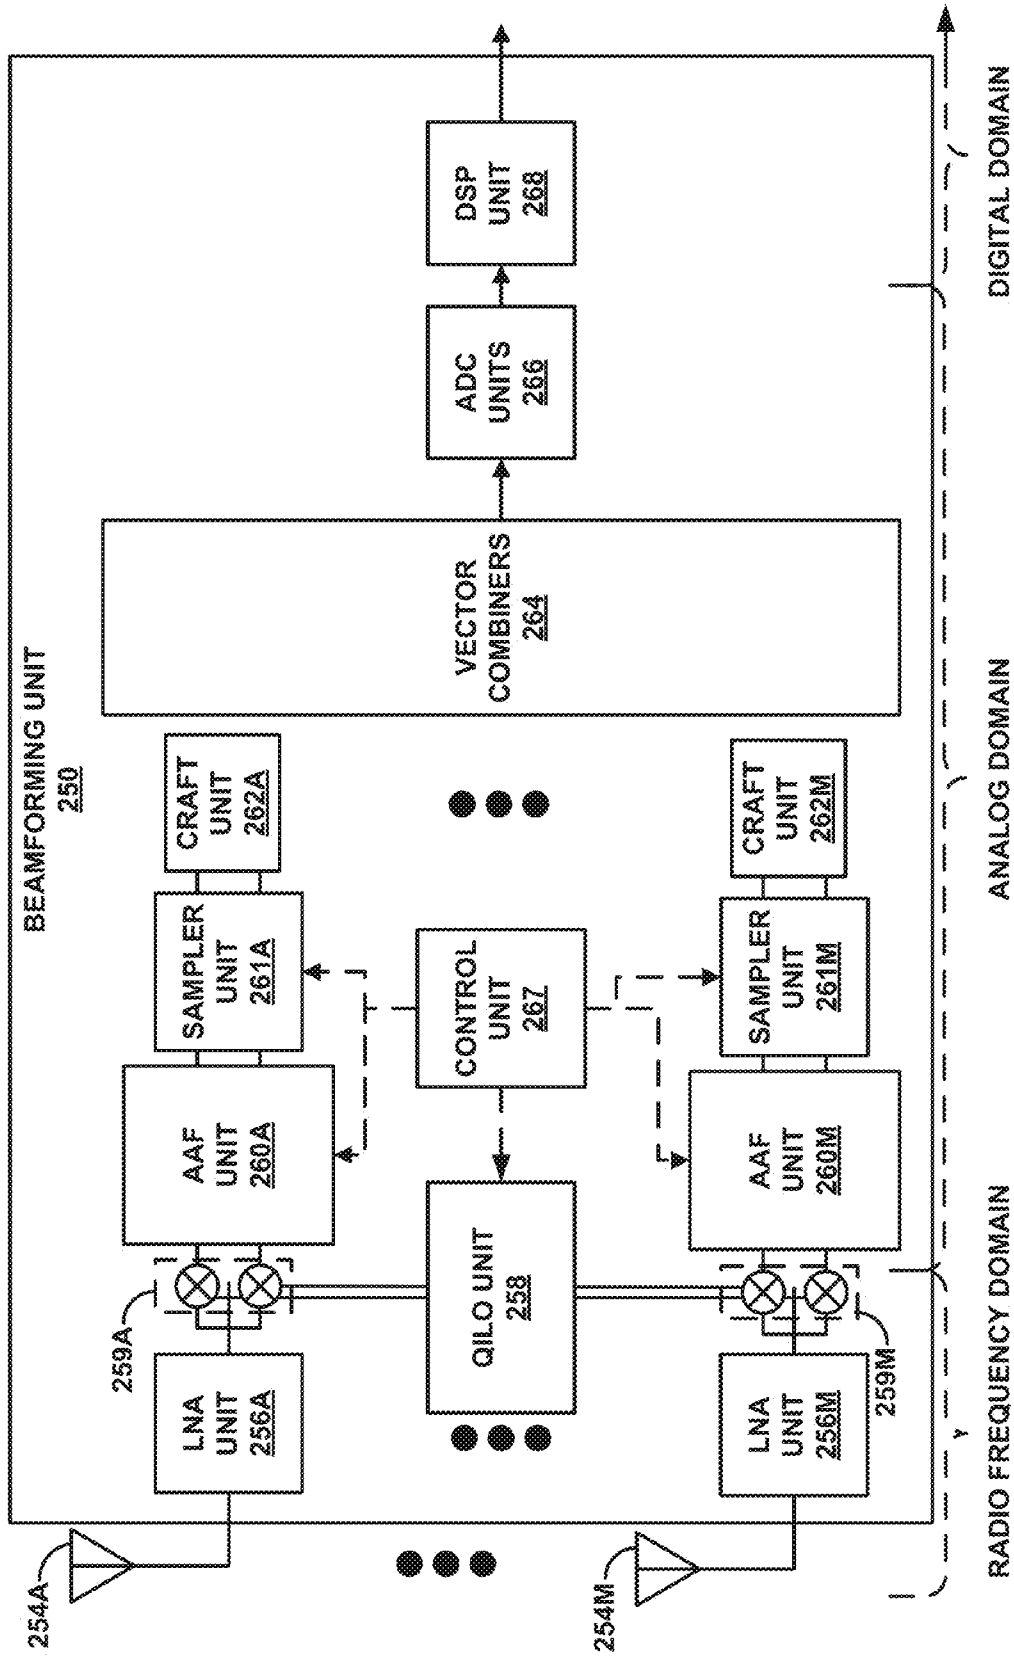 BEAMFORMING UNIT
250
254A
LNA
UNIT
256A
259A
AAF
UNIT
260A
SAMPLER
UNIT
261A
CRAFT
UNIT
262A
QILO UNIT
258
CONTROL
UNIT
267
VECTOR
COMBINERS
264
ADC
UNITS
266
DSP
UNIT
268
254M
LNA
UNIT
256M
259M
AAF
UNIT
260M
SAMPLER
UNIT
261M
CRAFT
UNIT
262M
RADIO FREQUENCY DOMAIN
ANALOG DOMAIN
DIGITAL DOMAIN